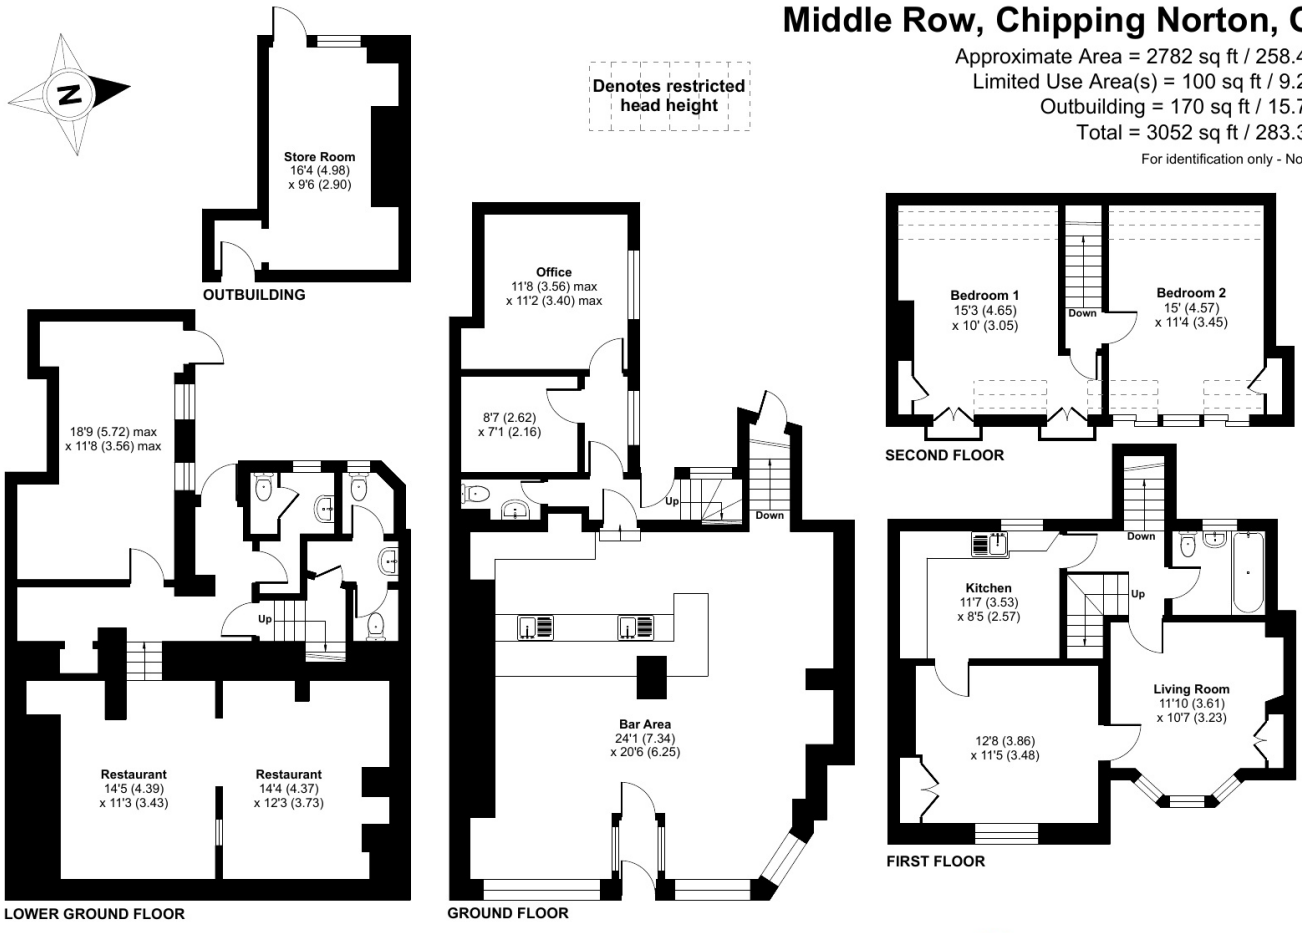 Middle Row, Chipping Norton,
Approximate Area = 2782 sq ft / 258.4
Limited Use Area(s) = 100 sq ft / 9.2
Outbuilding = 170 sq ft / 15.7
Total = 3052 sq ft / 283.3
For identification only - No
N
Denotes restricted
head height
Store Room
16'4 (4.98)
x 9'6 (2.90)
OUTBUILDING
18'9 (5.72) max
x 11'8 (3.56) max
Up
Restaurant
14'5 (4.39)
x 11'3 (3.43)
Restaurant
14'4 (4.37)
x 12'3 (3.73)
LOWER GROUND FLOOR
Office
11'8 (3.56) max
x 11'2 (3.40) max
8'7 (2.62)
x 7'1 (2.16)
Up
Down
Bar Area
24'1 (7.34)
x 20'6 (6.25)
GROUND FLOOR
Bedroom 1
15'3 (4.65)
x 10' (3.05)
Down
Bedroom 2
15' (4.57)
x 11'4 (3.45)
SECOND FLOOR
Down
Kitchen
11'7 (3.53)
x 8'5 (2.57)
Up
Living Room
11'10 (3.61)
x 10'7 (3.23)
12'8 (3.86)
x 11'5 (3.48)
FIRST FLOOR